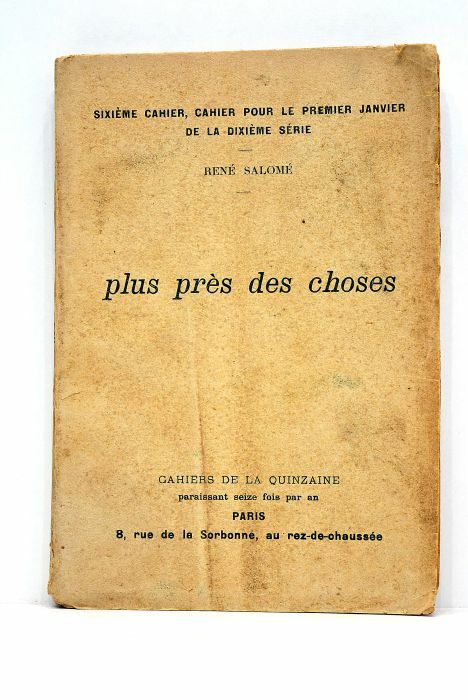 SIXIÈME CAHIER, CAHIER POUR LE PREMIER JANVIER
DE LA DIXIÈME SÉRIE
RENÉ SALOMÉ
plus près des choses
CAHIERS DE LA QUINZAINE
paraissant seize fois par an
PARIS
8, rue de la Sorbonne, au rez-de-chaussée